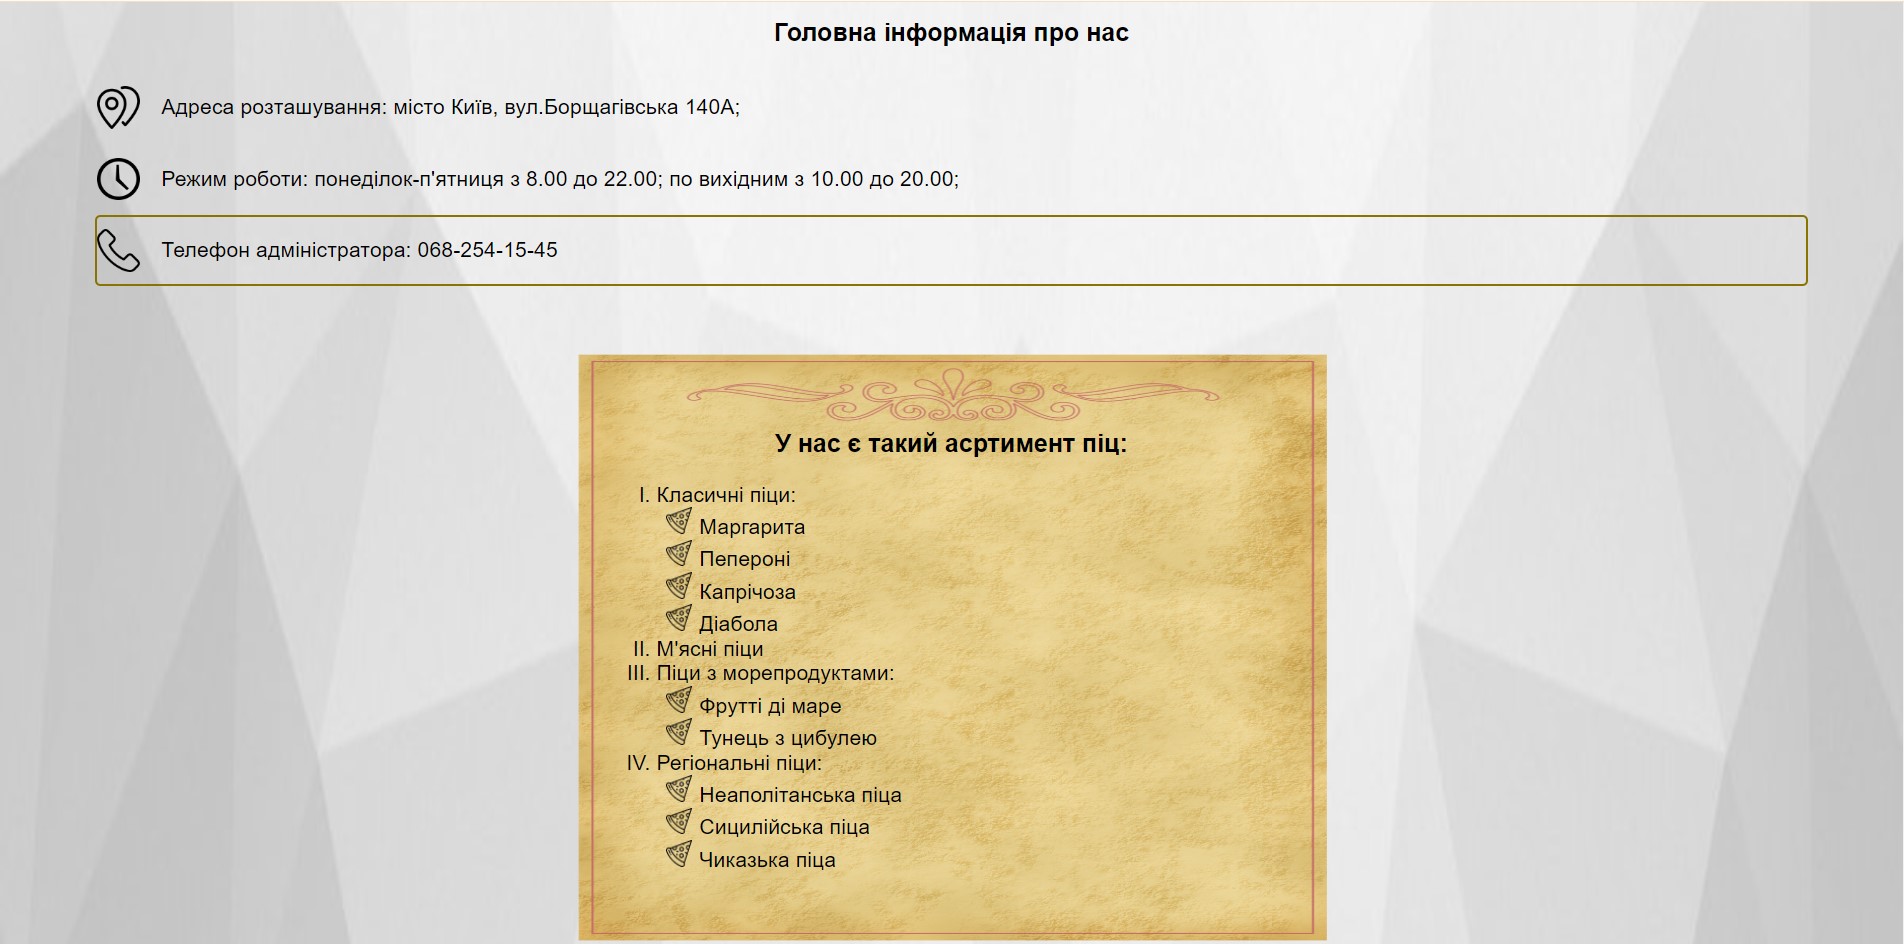 Головна інформація про нас
Адреса розташування: місто Київ, вул.Борщагівська 140А;
Режим роботи: понеділок-п'ятниця з 8.00 до 22.00; по вихідним з 10.00 до 20.00;
Телефон адміністратора: 068-254-15-45
У нас є такий асртимент піц:
I. Класичні піци:
Маргарита
Пепероні
Капрічоза
Діабола
II. М'ясні піци
III. Піци з морепродуктами:
Фрутті ді маре
Тунець з цибулею
IV. Регіональні піци:
Неаполітанська піца
Сицилійська піца
Чиказька піца